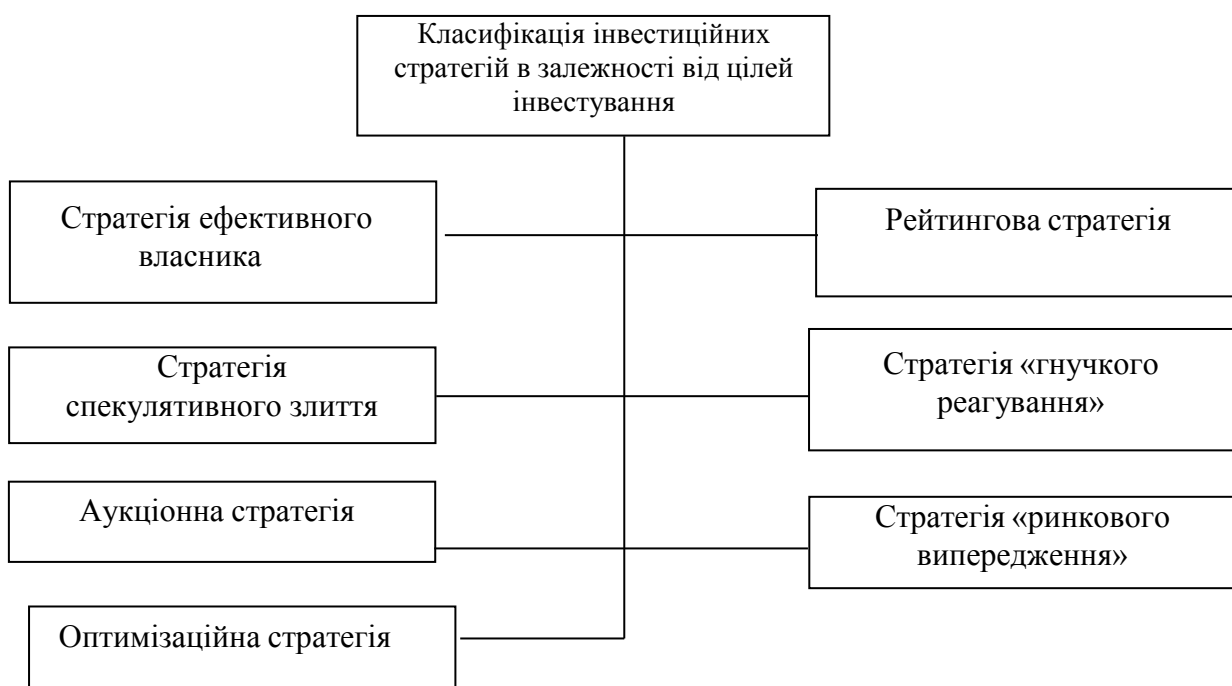 Класифікація інвестиційних
стратегій в залежності від цілей
інвестування
Стратегія ефективного
власника
Рейтингова стратегія
Стратегія
спекулятивного злиття
Стратегія «гнучкого
реагування»
Аукціонна стратегія
Стратегія «ринкового
випередження»
Оптимізаційна стратегія